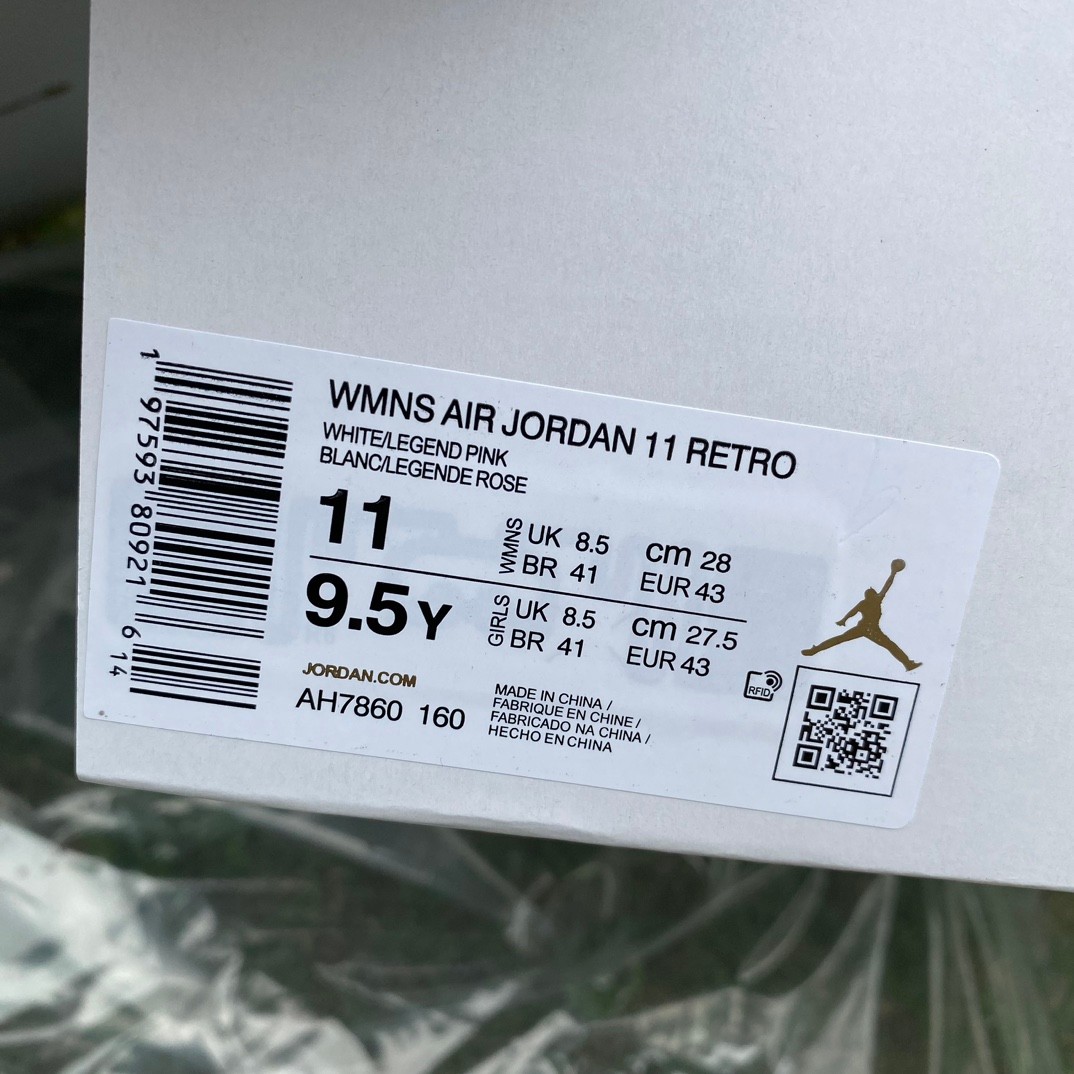 WMNS AIR JORDAN 11 RETRO
WHITE/LEGEND PINK
BLANC/LEGENDE ROSE
11
WMNS
UK 8.5 cm 28
BR 41 EUR 43
9.5Y
GIRLS
UK 8.5 cm 27.5
BR 41 EUR 43
JORDAN.COM
AH7860 160
MADE IN CHINA /
FABRIQUE EN CHINE /
FABRICADO NA CHINA /
HECHO EN CHINA
RFID
1 97593 80921 6 14